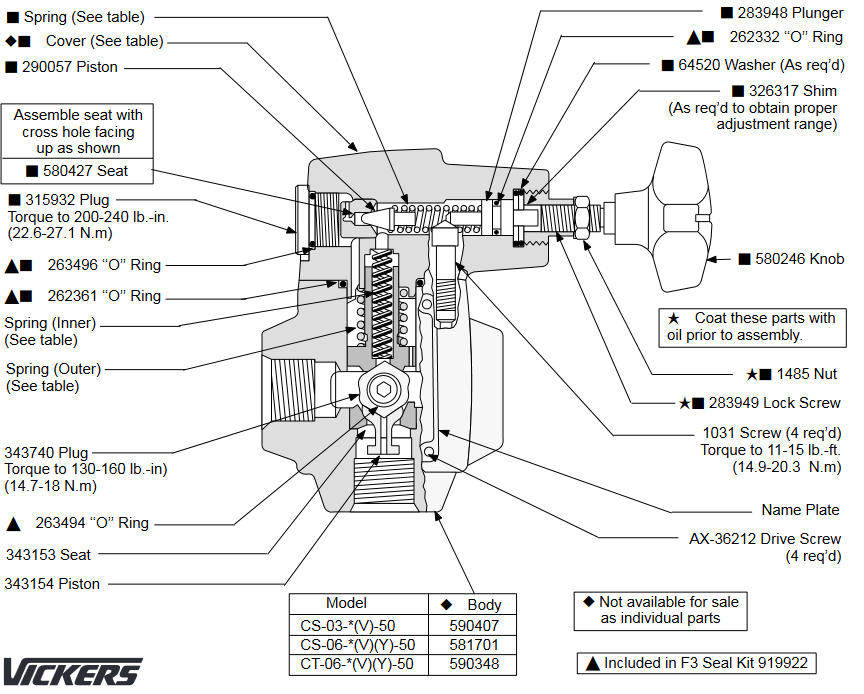 ■ Spring (See table)
◆■ Cover (See table)
■ 290057 Piston
Assemble seat with
cross hole facing
up as shown
■ 580427 Seat
■ 315932 Plug
Torque to 200-240 lb.-in.
(22.6-27.1 N.m)
▲■ 263496 “O” Ring
▲■ 262361 “O” Ring
Spring (Inner)
(See table)
Spring (Outer)
(See table)
343740 Plug
Torque to 130-160 lb.-in)
(14.7-18 N.m)
▲ 263494 “O” Ring
343153 Seat
343154 Piston
■ 283948 Plunger
▲■ 262332 “O” Ring
■ 64520 Washer (As req’d)
■ 326317 Shim
(As req’d to obtain proper
adjustment range)
■ 580246 Knob
★ Coat these parts with
oil prior to assembly.
★■ 1485 Nut
★■ 283949 Lock Screw
1031 Screw (4 req’d)
Torque to 11-15 lb.-ft.
(14.9-20.3 N.m)
Name Plate
AX-36212 Drive Screw
(4 req’d)
Model ◆ Body
CS-03-*(V)-50 590407
CS-06-*(V)(Y)-50 581701
CT-06-*(V)(Y)-50 590348
◆ Not available for sale
as individual parts
▲ Included in F3 Seal Kit 919922
VICKERS